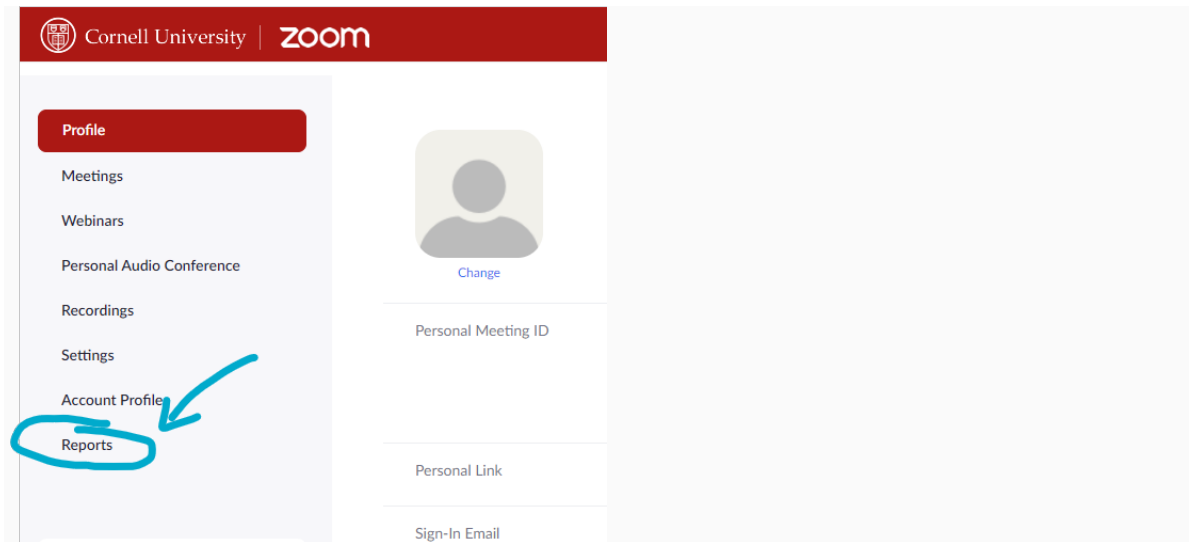 Cornell University | zoom
Profile
Meetings
Webinars
Personal Audio Conference
Recordings
Settings
Account Profile
Reports
Change
Personal Meeting ID
Personal Link
Sign-In Email